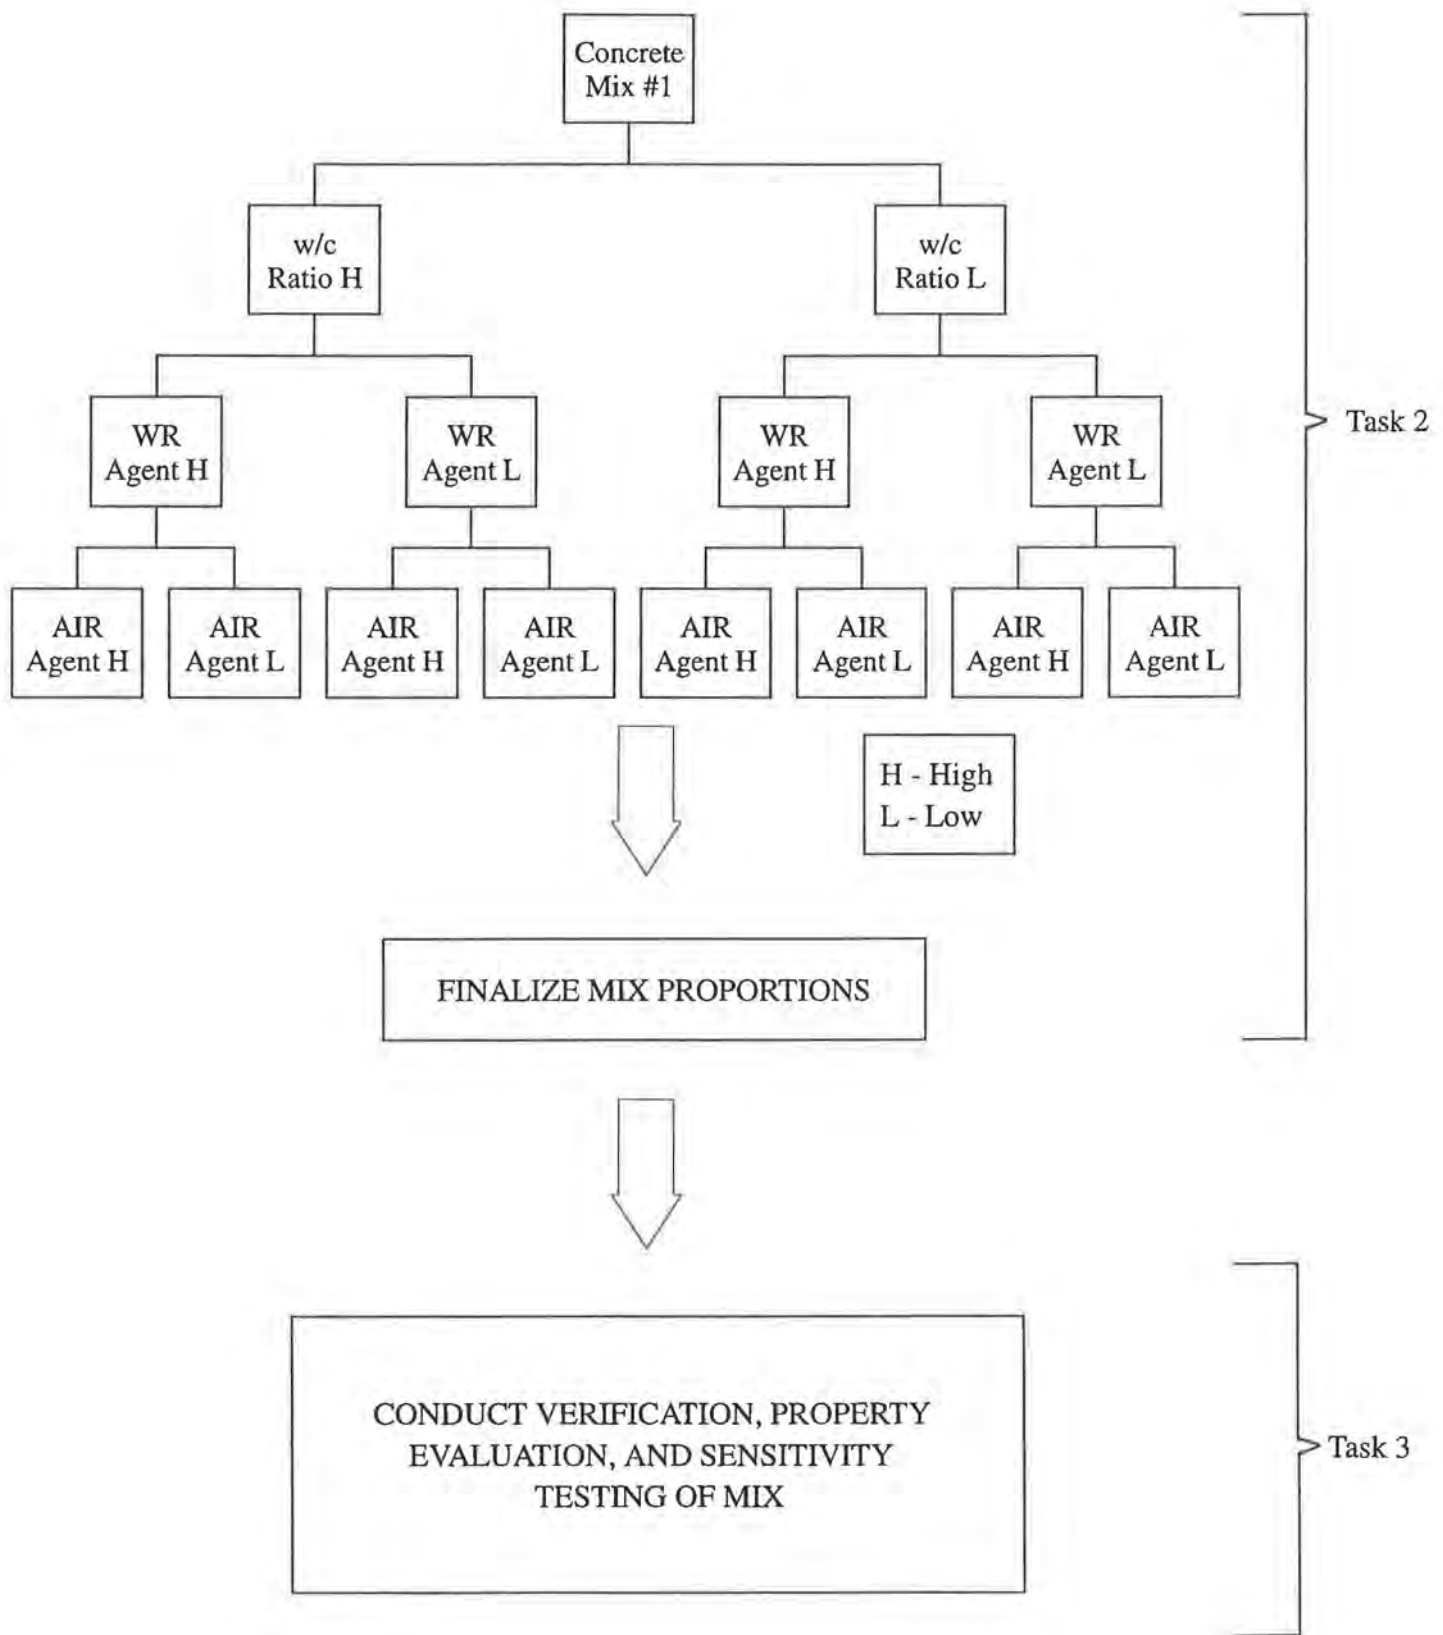 Concrete
Mix #1
w/c
Ratio H
w/c
Ratio L
WR
Agent H
WR
Agent L
WR
Agent H
WR
Agent L
Task 2
AIR
Agent H
AIR
Agent L
AIR
Agent H
AIR
Agent L
AIR
Agent H
AIR
Agent L
AIR
Agent H
AIR
Agent L
H - High
L - Low
FINALIZE MIX PROPORTIONS
CONDUCT VERIFICATION, PROPERTY
EVALUATION, AND SENSITIVITY
TESTING OF MIX
Task 3